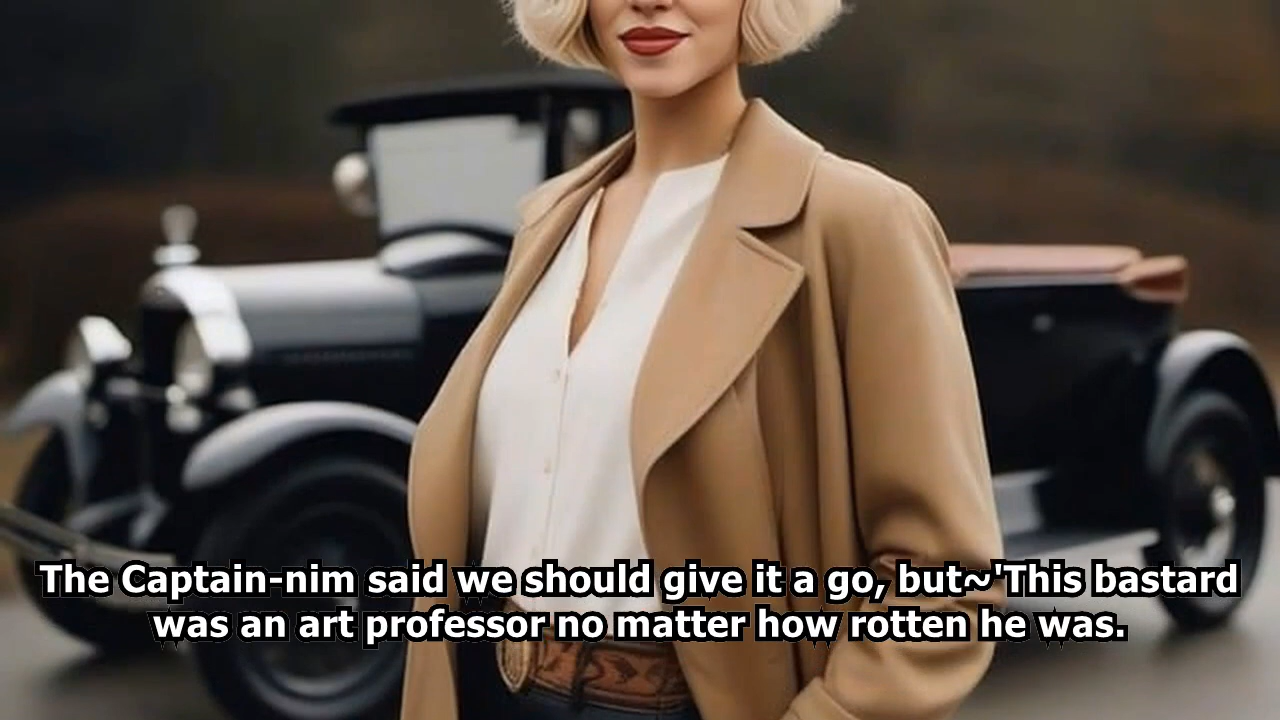 The Captain-nim said we should give it a go, but~'This bastard
was an art professor no matter how rotten he was.